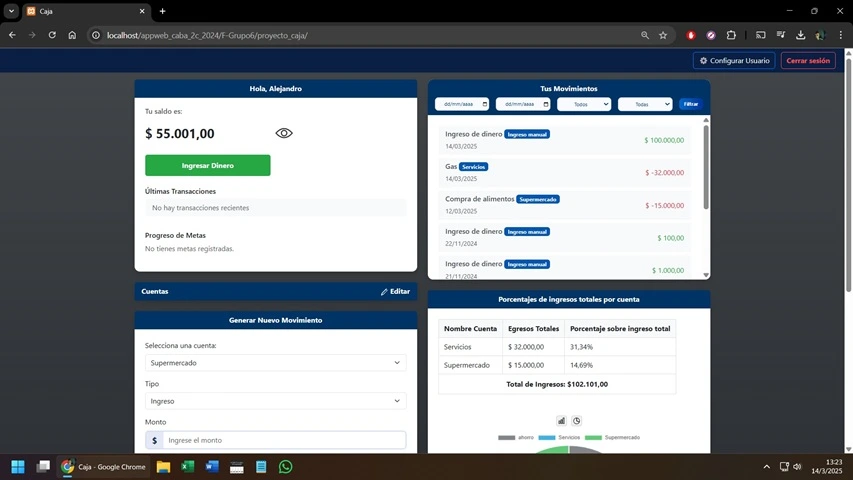 Caja
localhost/appweb_caba_2c_2024/F-Grupo6/proyecto_caja/
Configurar Usuario
Cerrar sesión
Hola, Alejandro
Tu saldo es:
$ 55.001,00
Ingresar Dinero
Últimas Transacciones
No hay transacciones recientes
Progreso de Metas
No tienes metas registradas.
Cuentas
Editar
Generar Nuevo Movimiento
Selecciona una cuenta:
Supermercado
Tipo
Ingreso
Monto
$ Ingrese el monto
Tus Movimientos
dd/mm/aaaa dd/mm/aaaa Todos Todas Filtrar
Ingreso de dinero Ingreso manual
14/03/2025
$ 100.000,00
Gas Servicios
14/03/2025
$ -32.000,00
Compra de alimentos Supermercado
12/03/2025
$ -15.000,00
Ingreso de dinero Ingreso manual
22/11/2024
$ 100,00
Ingreso de dinero Ingreso manual
21/11/2024
$ 1.000,00
Porcentajes de ingresos totales por cuenta
Nombre Cuenta Egresos Totales Porcentaje sobre ingreso total
Servicios $ 32.000,00 31,34%
Supermercado $ 15.000,00 14,69%
Total de Ingresos: $102.101,00
ahorro Servicios Supermercado
Caja - Google Chrome
13:23
14/3/2025